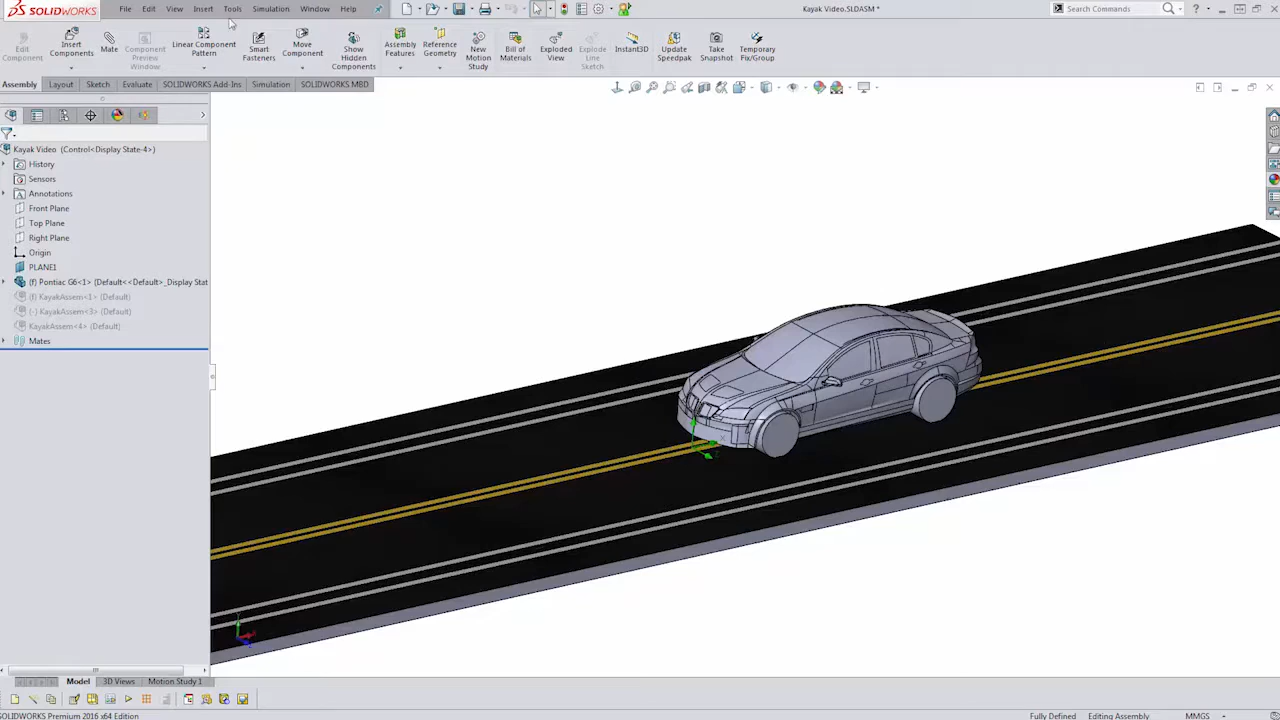 SOLIDWORKS File Edit View Insert Tools Simulation Window Help Kayak Video.SLDASM * Search Commands
Edit Component
Insert Components
Mate
Component Preview Window
Linear Component Pattern
Smart Fasteners
Move Component
Show Hidden Components
Assembly Features
Reference Geometry
New Motion Study
Bill of Materials
Exploded View
Explode Line Sketch
Instant3D
Update Speedpak
Take Snapshot
Temporary Fix/Group
Assembly Layout Sketch Evaluate SOLIDWORKS Add-Ins Simulation SOLIDWORKS MBD
Kayak Video (Control<Display State-4>)
History
Sensors
Annotations
Front Plane
Top Plane
Right Plane
Origin
PLANE1
(f) Pontiac G6<1> (Default<<Default>_Display Stat
(f) KayakAssem<1> (Default)
(-) KayakAssem<3> (Default)
KayakAssem<4> (Default)
Mates
Model 3D Views Motion Study 1
SOLIDWORKS Premium 2016 x64 Edition Fully Defined Editing Assembly MMGS